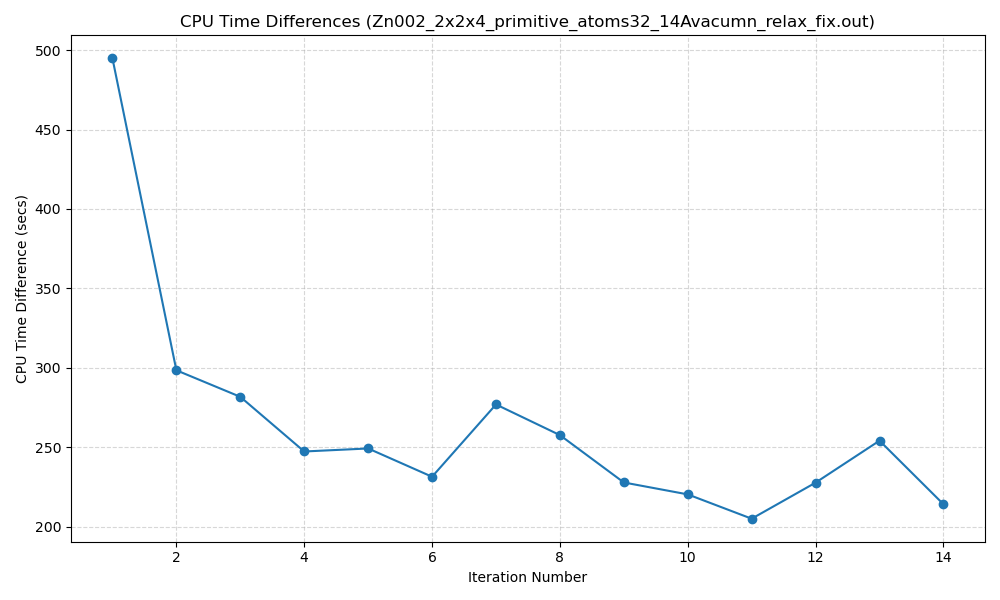 CPU Time Differences (Zn002_2x2x4_primitive_atoms32_14Avacumn_relax_fix.out)
CPU Time Difference (secs)
500
450
400
350
300
250
200
2 4 6 8 10 12 14
Iteration Number